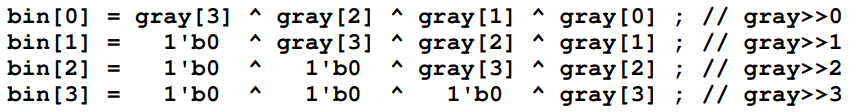 bin[0] = gray[3] ^ gray[2] ^ gray[1] ^ gray[0] ; // gray>>0
bin[1] =   1'b0  ^ gray[3] ^ gray[2] ^ gray[1] ; // gray>>1
bin[2] =   1'b0  ^   1'b0  ^ gray[3] ^ gray[2] ; // gray>>2
bin[3] =   1'b0  ^   1'b0  ^   1'b0  ^ gray[3] ; // gray>>3